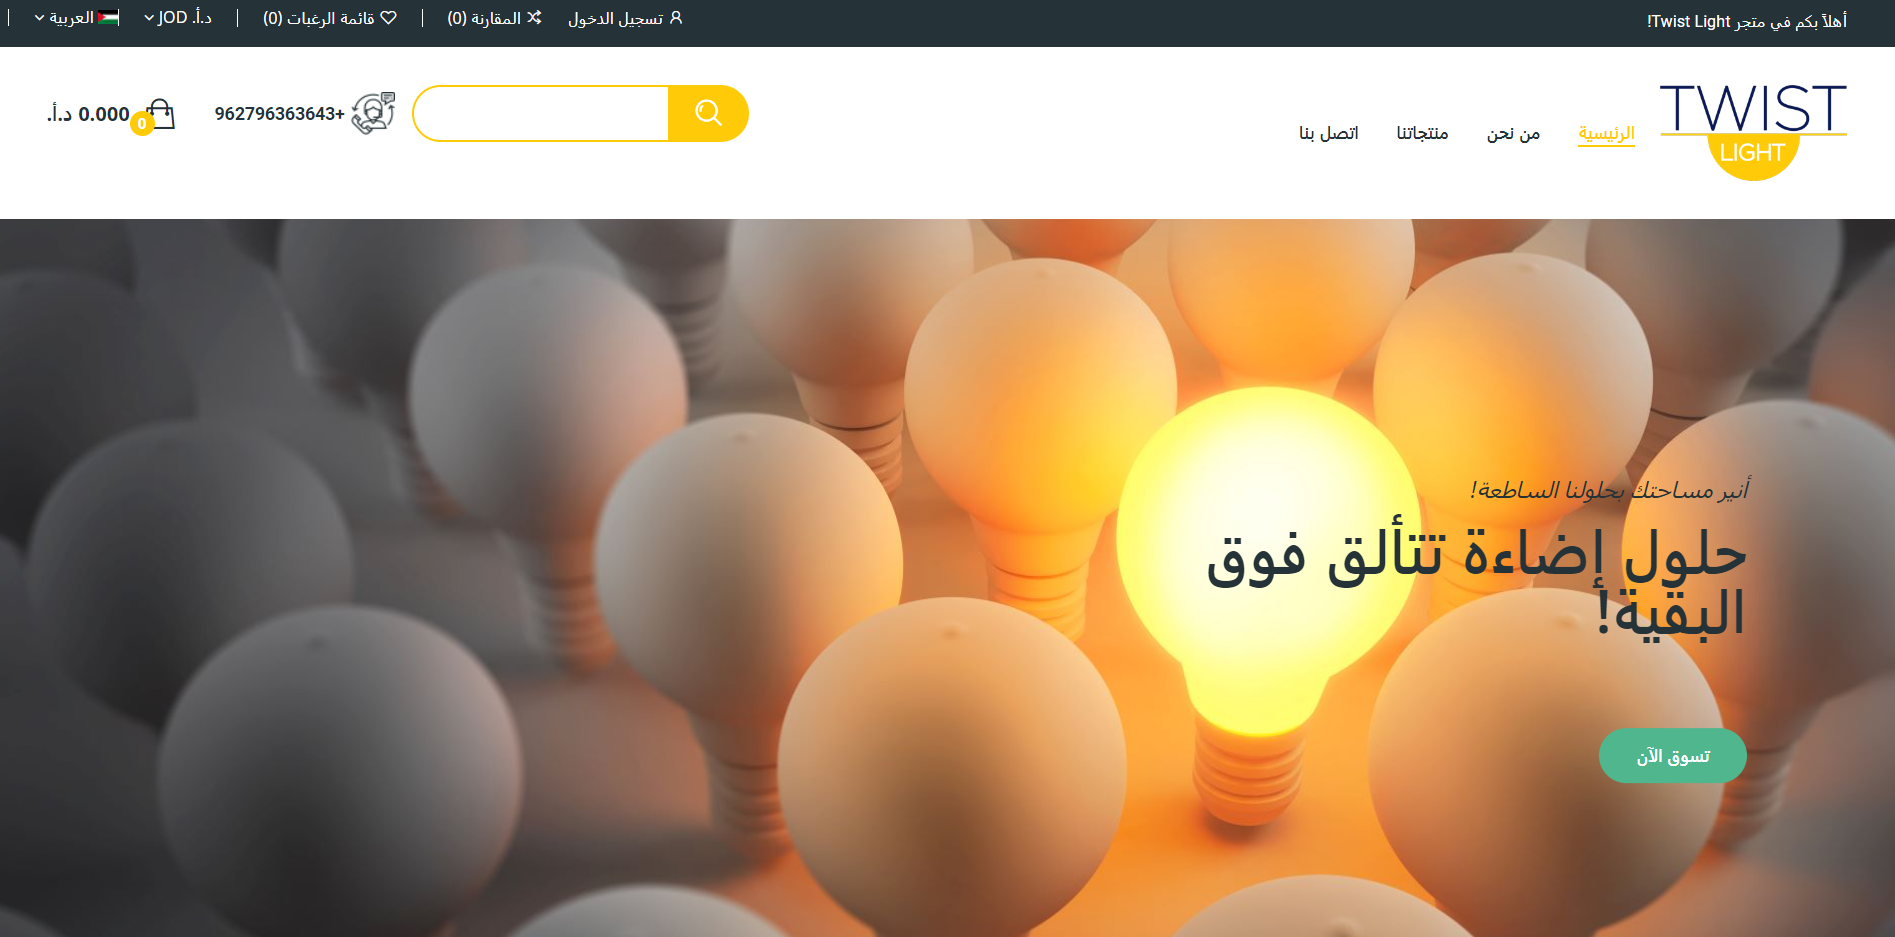 أهلاً بكم في متجر Twist Light!
تسجيل الدخول
المقارنة (0)
قائمة الرغبات (0)
د.أ. JOD
العربية
TWIST
LIGHT
الرئيسية
من نحن
منتجاتنا
اتصل بنا
+962796363643
0.000 د.أ.
0
أنير مساحتك بحلولنا الساطعة!
حلول إضاءة تتألق فوق
البقية!
تسوق الآن